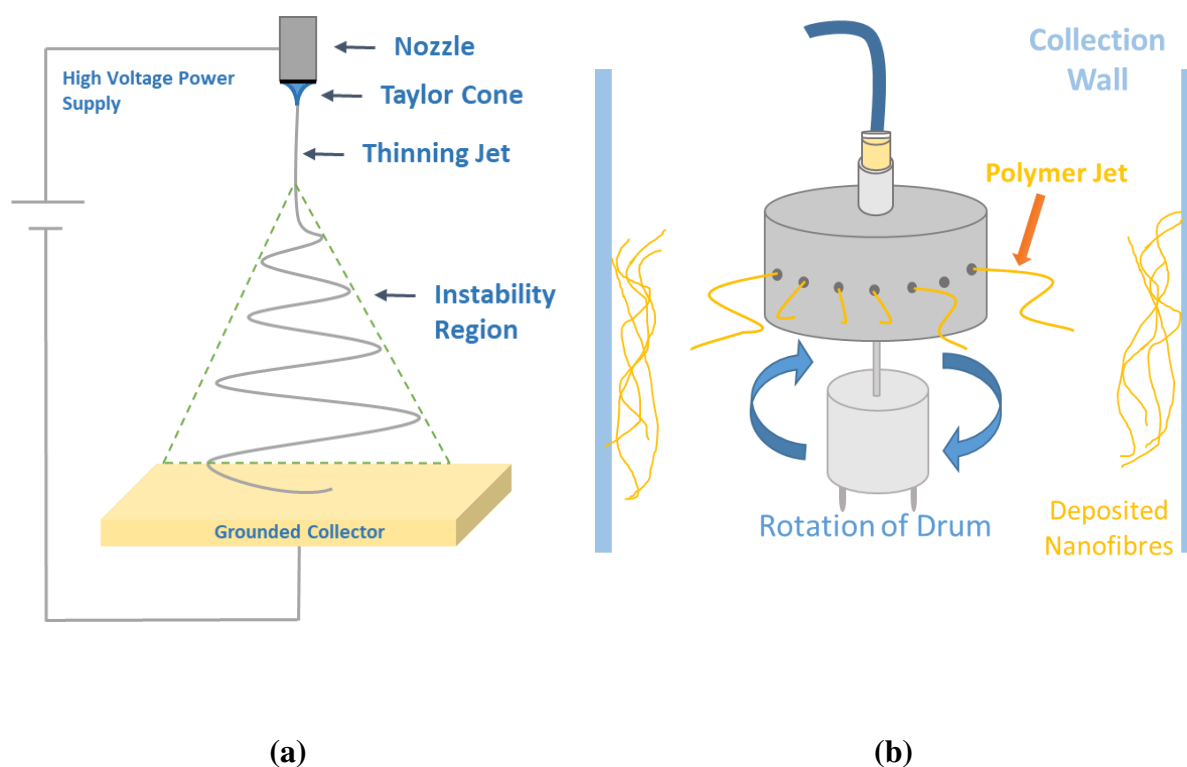 Nozzle
High Voltage Power
Supply
Taylor Cone
Thinning Jet
Instability
Region
Grounded Collector
(a)
Collection
Wall
Polymer Jet
Rotation of Drum
Deposited
Nanofibres
(b)